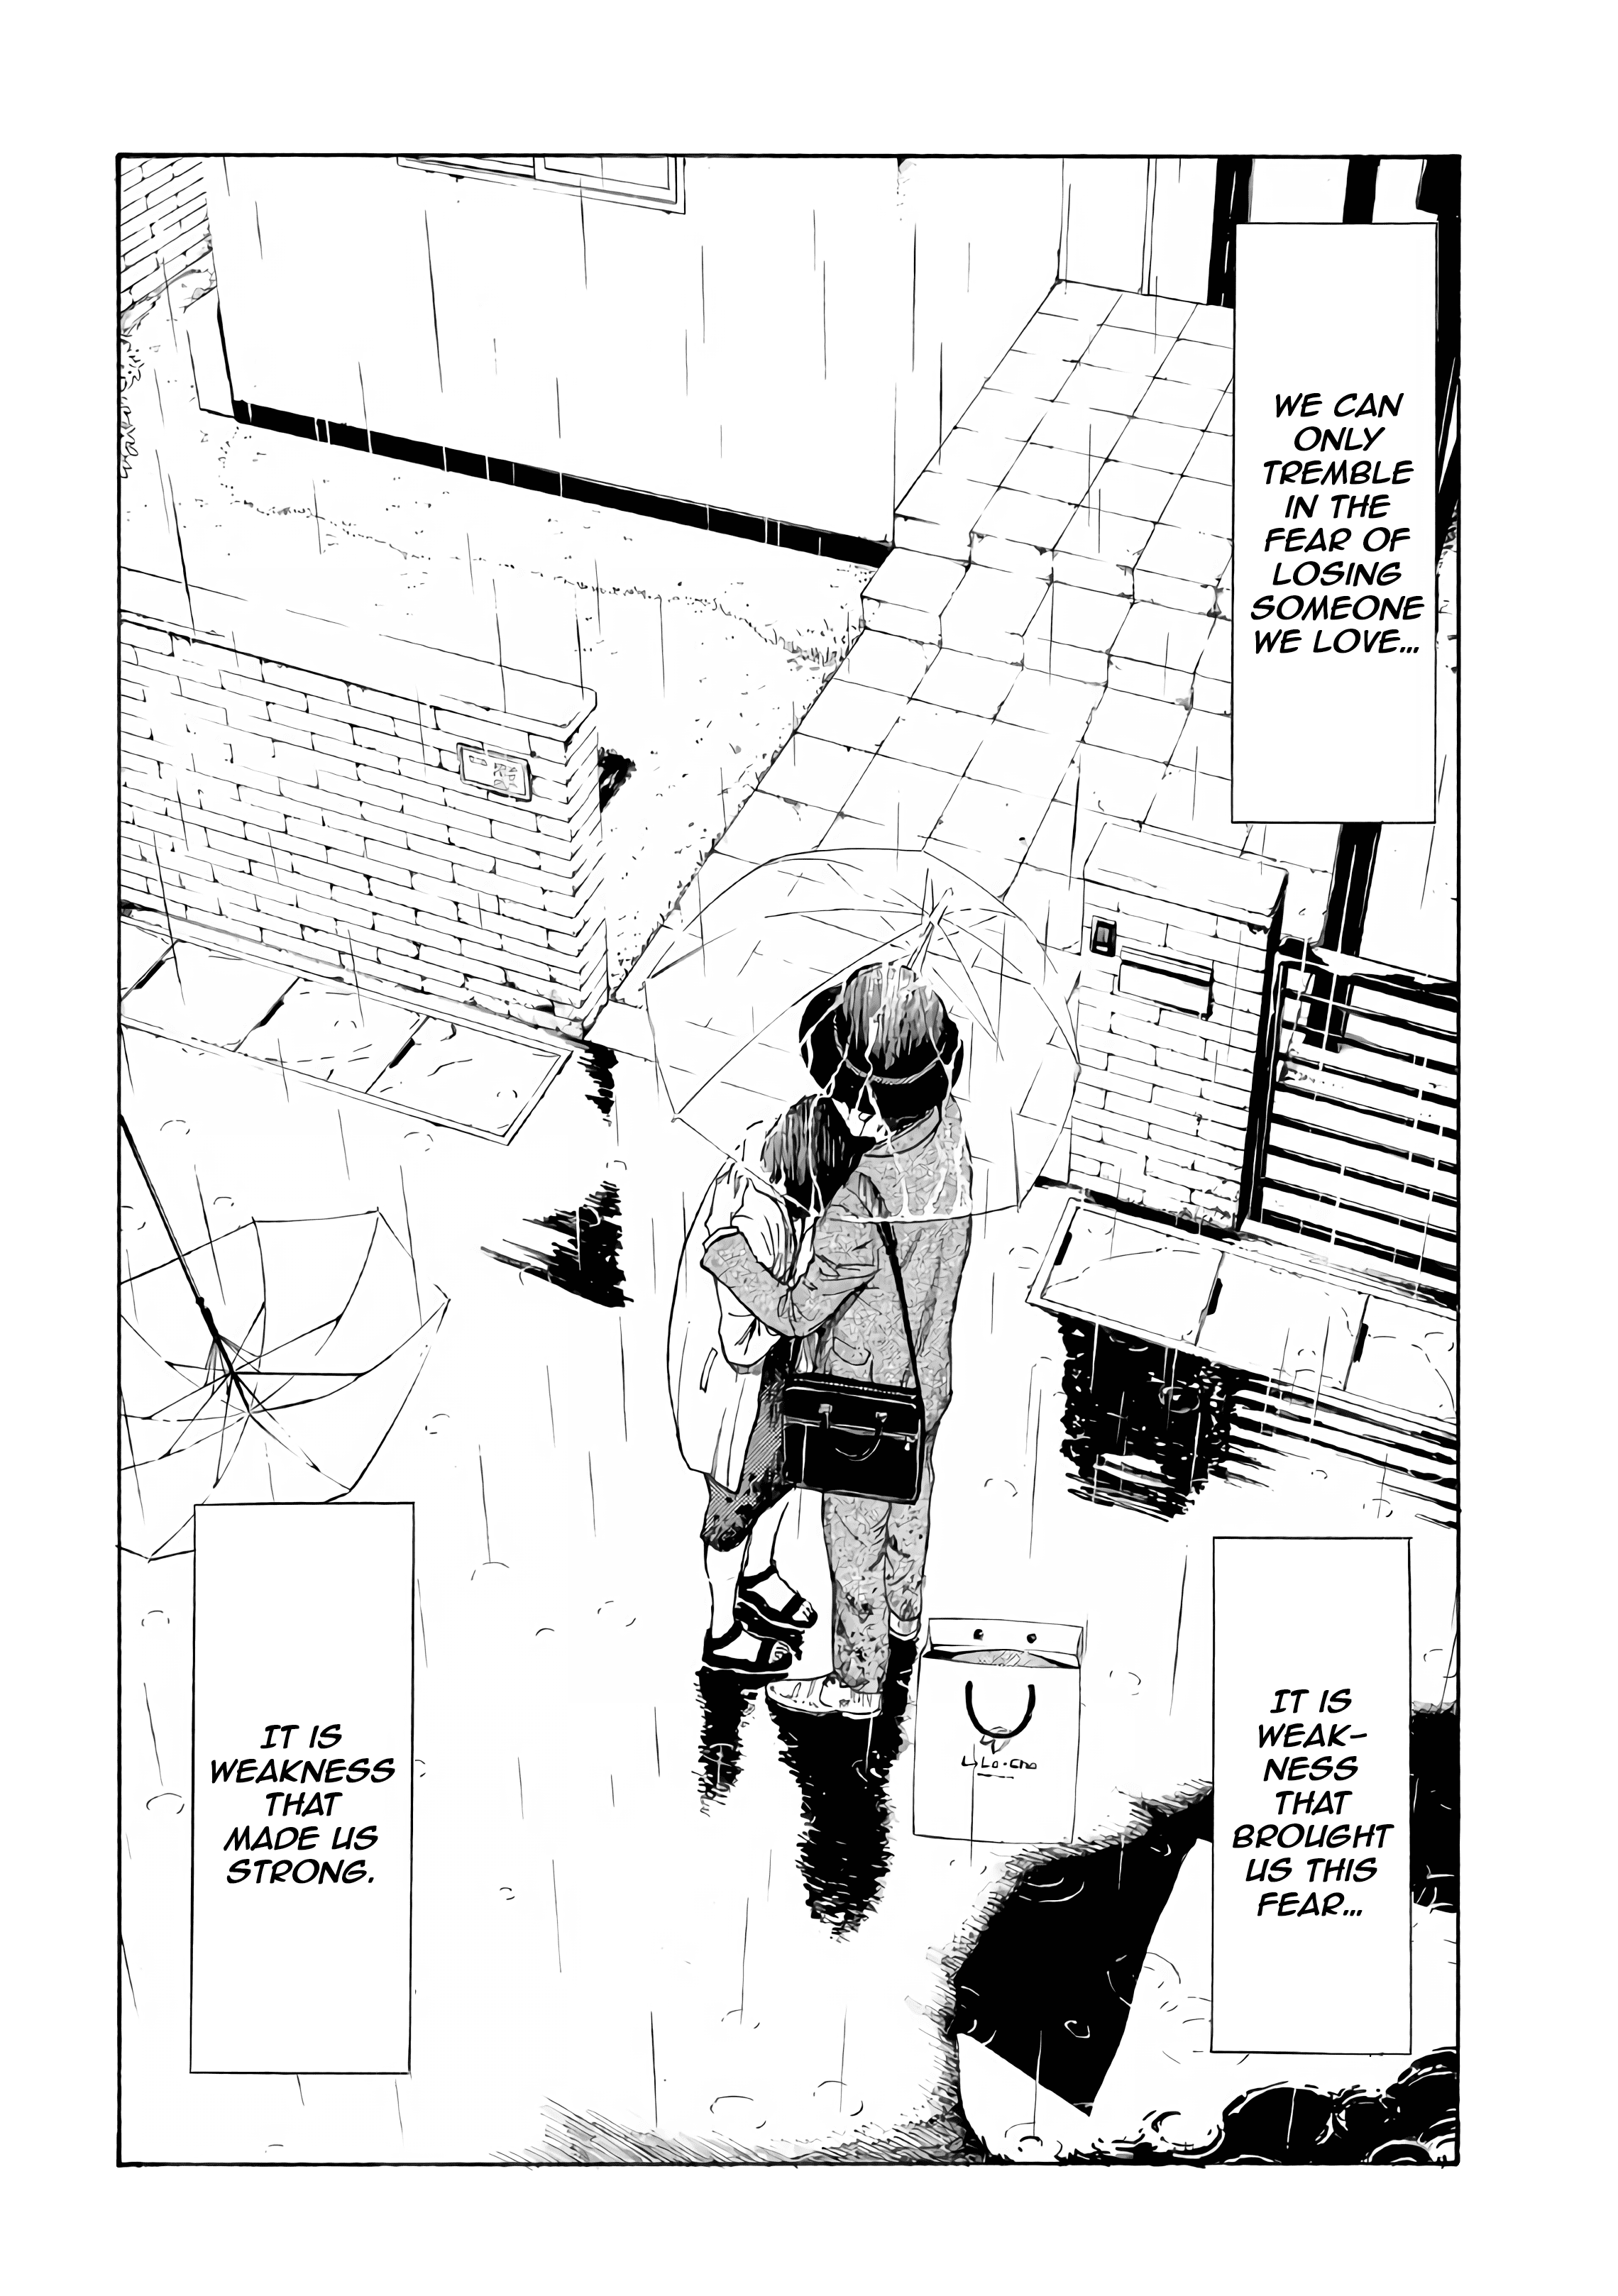 WE CAN
ONLY
TREMBLE
IN THE
FEAR OF
LOSING
SOMEONE
WE LOVE...
IT IS
WEAK-
NESS
THAT
BROUGHT
US THIS
FEAR...
IT IS
WEAKNESS
THAT
MADE US
STRONG.